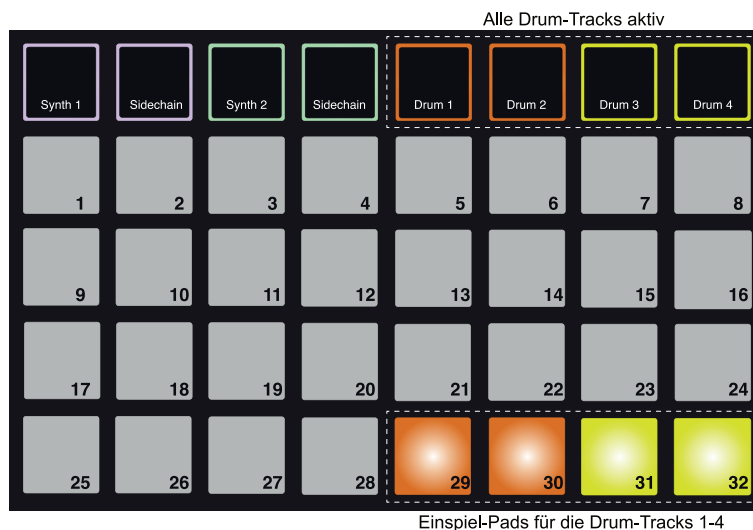 Alle Drum-Tracks aktiv
Synth 1 Sidechain Synth 2 Sidechain Drum 1 Drum 2 Drum 3 Drum 4
1 2 3 4 5 6 7 8
9 10 11 12 13 14 15 16
17 18 19 20 21 22 23 24
25 26 27 28 29 30 31 32
Einspiel-Pads für die Drum-Tracks 1-4